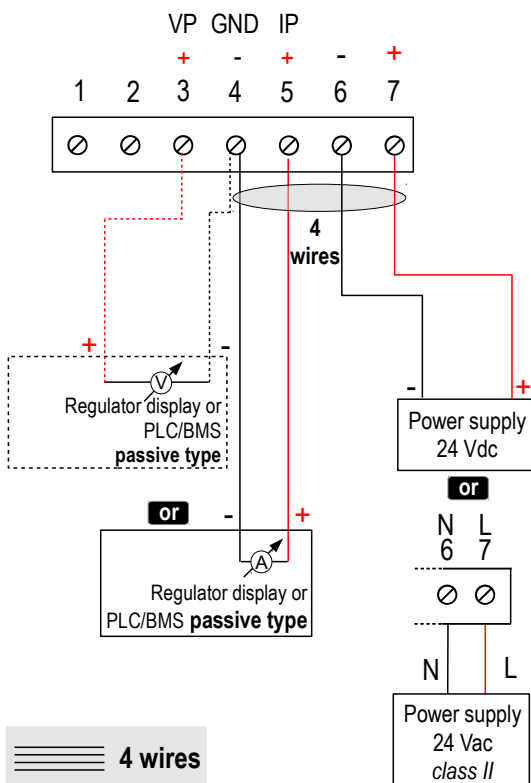 VP GND IP
+ - + - +
1 2 3 4 5 6 7
4
wires
+ -
V
Regulator display or
PLC/BMS
passive type
- +
Power supply
24 Vdc
or
or
- +
A
Regulator display or
PLC/BMS passive type
N L
6 7
N L
Power supply
24 Vac
class II
4 wires